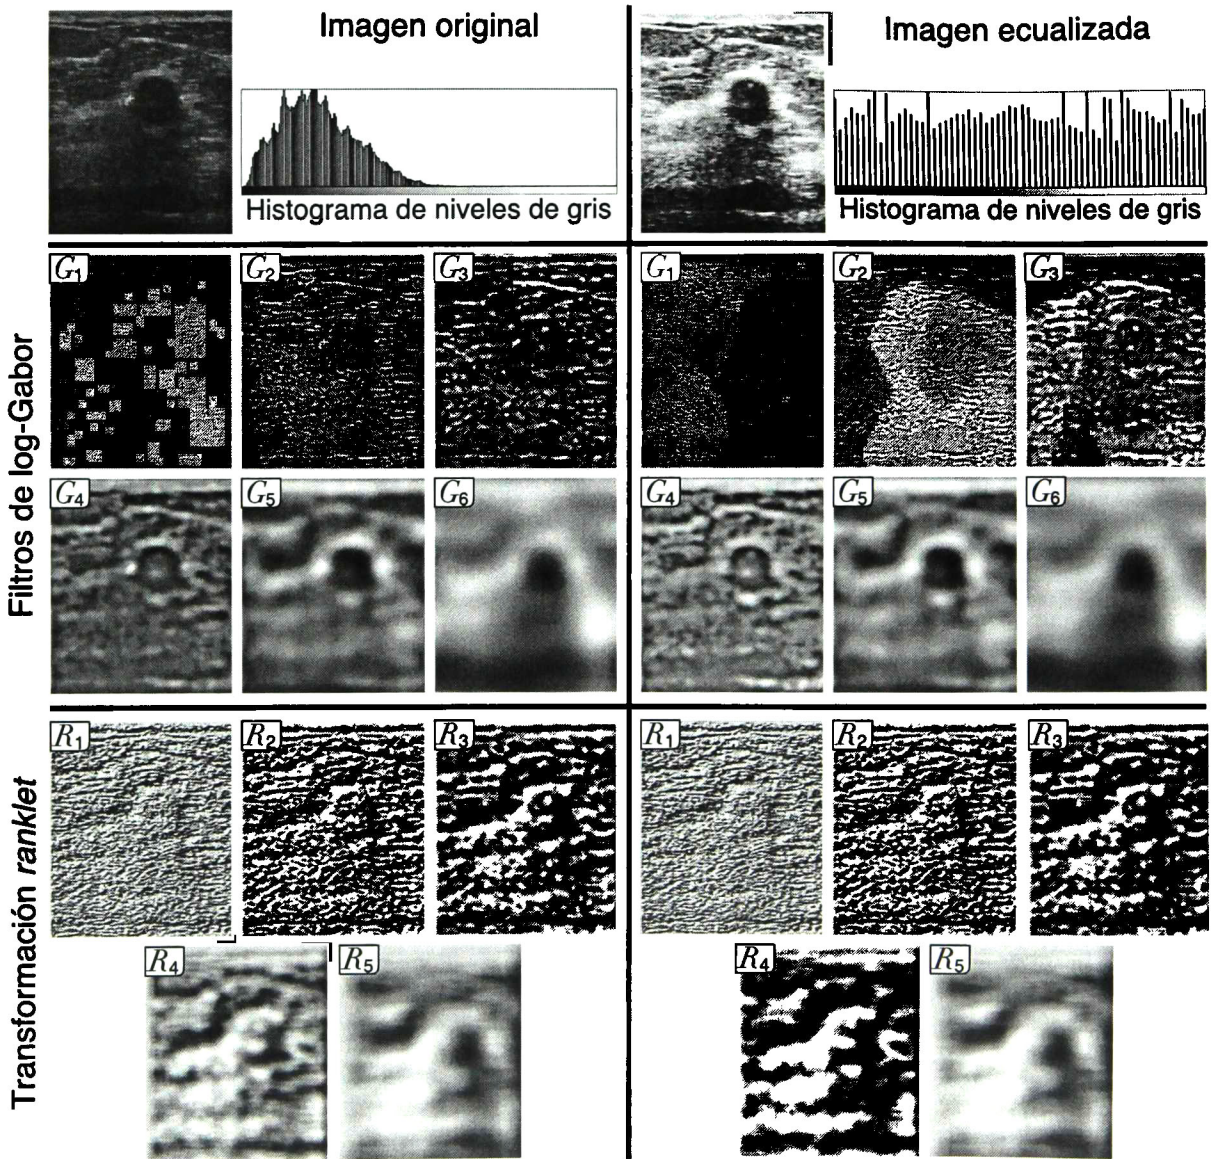 Imagen original
Imagen ecualizada
Histograma de niveles de gris
Histograma de niveles de gris
Filtros de log-Gabor
G1 G2 G3 G1 G2 G3
G4 G5 G6 G4 G5 G6
Transformación ranklet
R1 R2 R3 R1 R2 R3
R4 R5 R4 R5